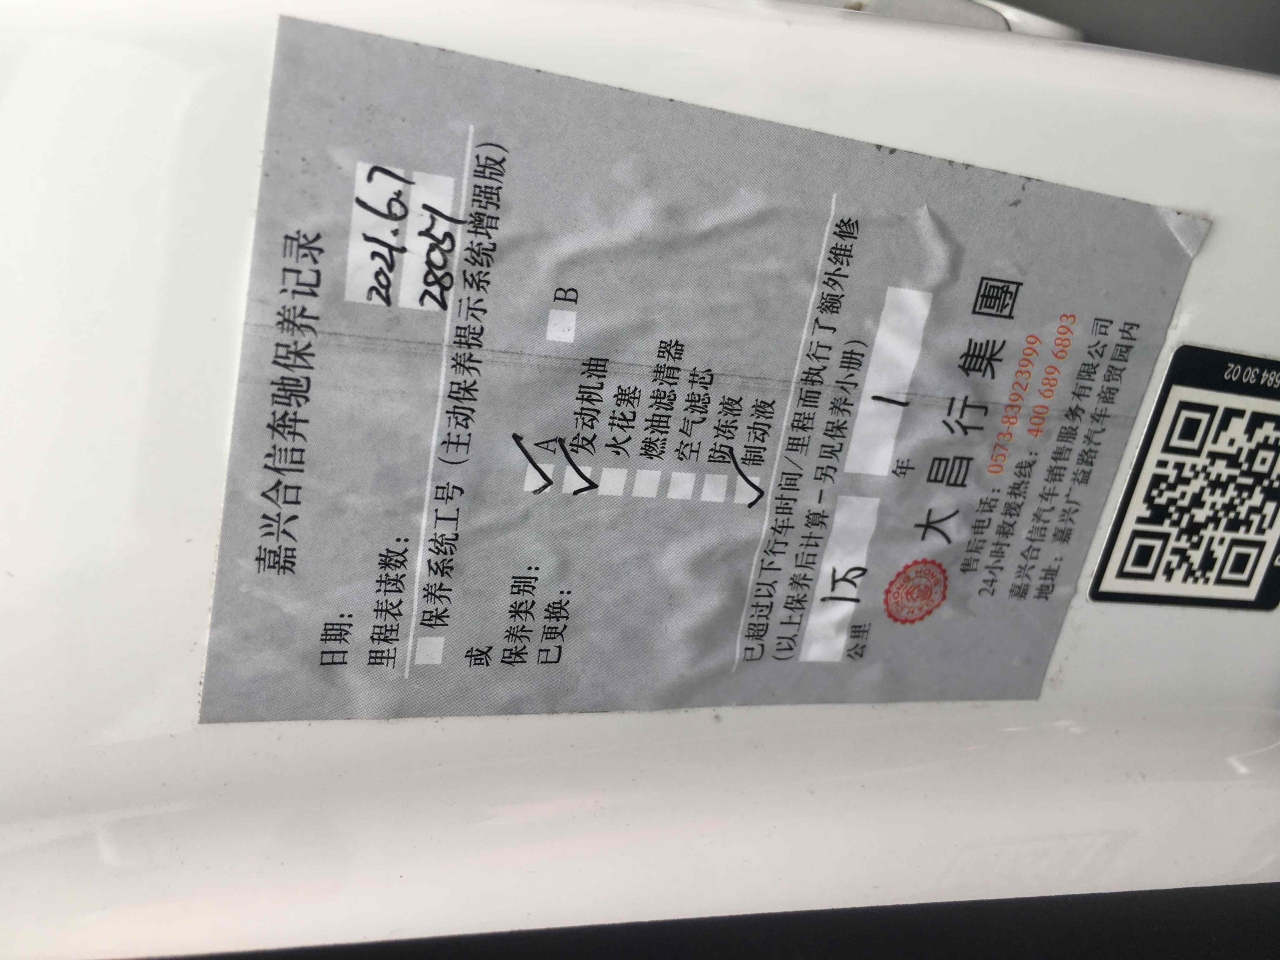 嘉兴合信奔驰保养记录
日期： 2021.6.7
里程表读数： 28051
保养系统工号（主动保养提示系统增强版）
或
保养类别： ✓ A B
已更换： ✓ 发动机油
火花塞
燃油滤清器
空气滤芯
防冻液
✓ 制动液
已超过以下行车时间/里程而执行了额外维修
（以上保养后计算－另见保养小册）
1万 公里 1 年
大昌行集團
售后电话：0573-83923999
24小时救援热线：400 689 6893
嘉兴合信汽车销售服务有限公司
地址：嘉兴广益路汽车商贸园内
584 30 02